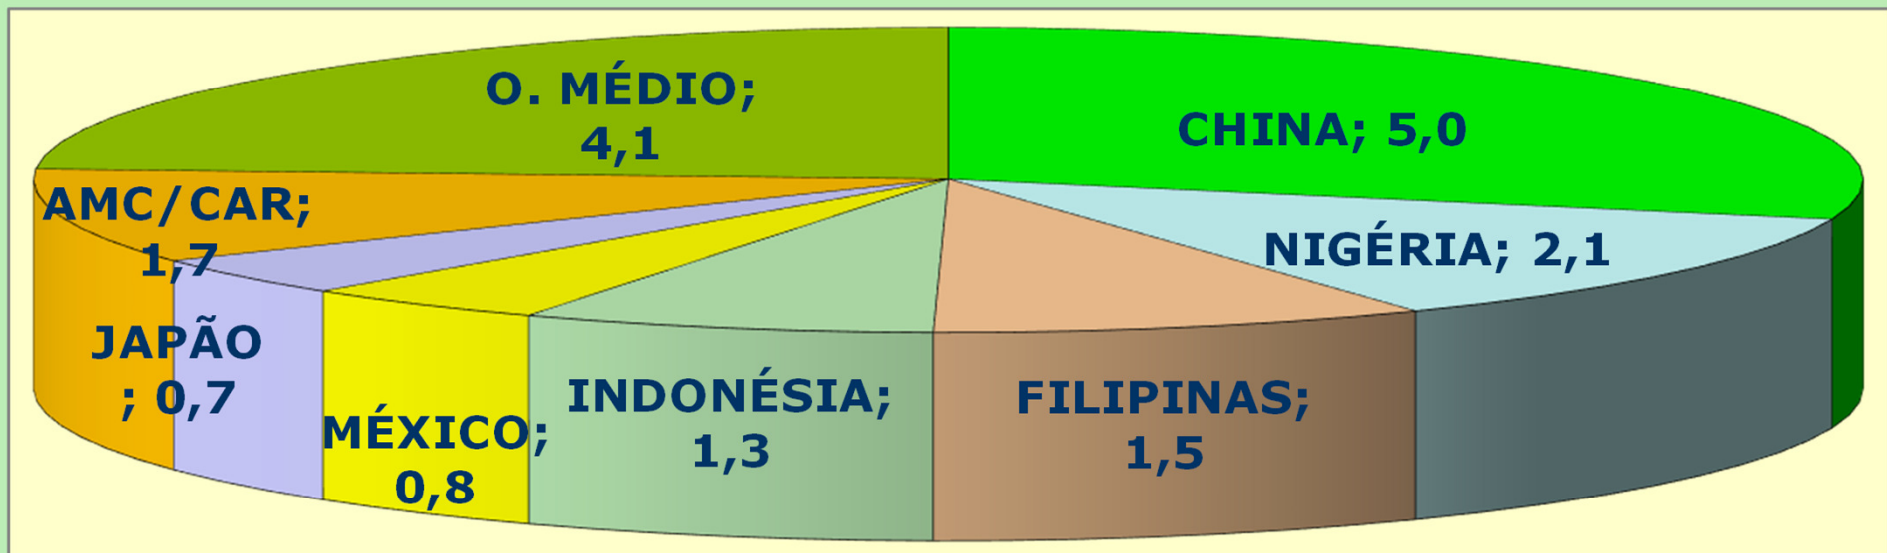 O. MÉDIO;
4,1
CHINA; 5,0
AMC/CAR;
1,7
NIGÉRIA; 2,1
JAPÃO
; 0,7
MÉXICO;
0,8
INDONÉSIA;
1,3
FILIPINAS;
1,5